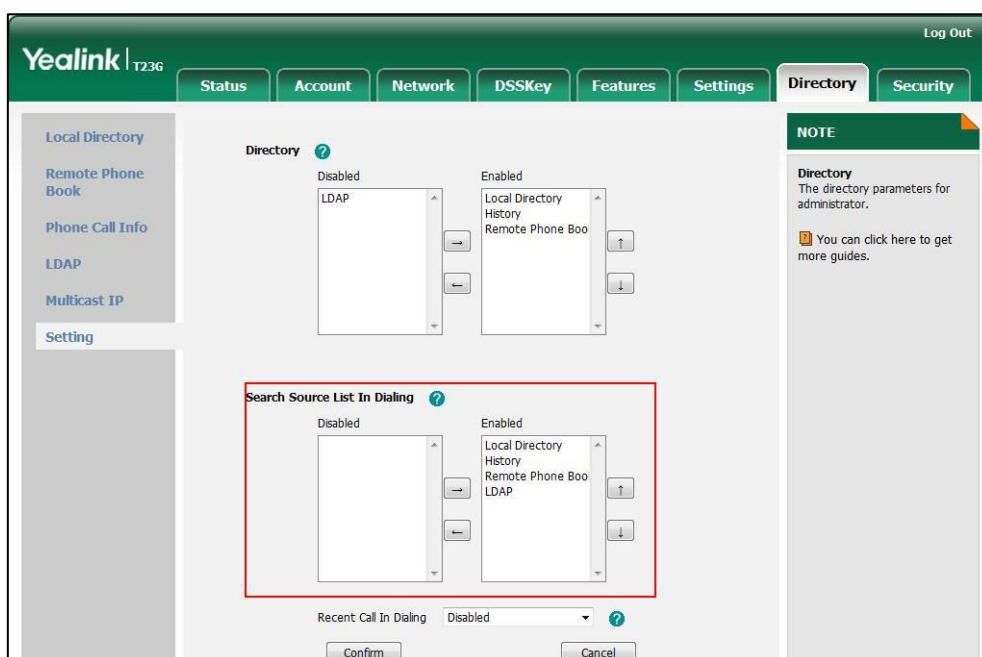 Log Out
Yealink T23G
Status Account Network DSSKey Features Settings Directory Security
Local Directory
Remote Phone
Book
Phone Call Info
LDAP
Multicast IP
Setting
Directory ?
Disabled Enabled
LDAP
Local Directory
History
Remote Phone Boo
→
←
↑
↓
Search Source List In Dialing ?
Disabled Enabled
Local Directory
History
Remote Phone Boo
LDAP
→
←
↑
↓
Recent Call In Dialing Disabled ?
Confirm Cancel
NOTE
Directory
The directory parameters for
administrator.
? You can click here to get
more guides.